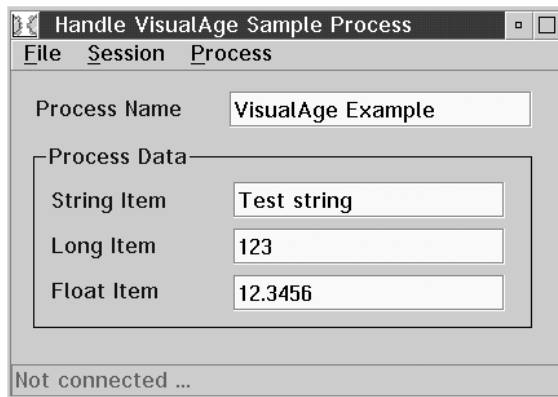 Handle VisualAge Sample Process
File Session Process
Process Name VisualAge Example
Process Data
String Item Test string
Long Item 123
Float Item 12.3456
Not connected ...